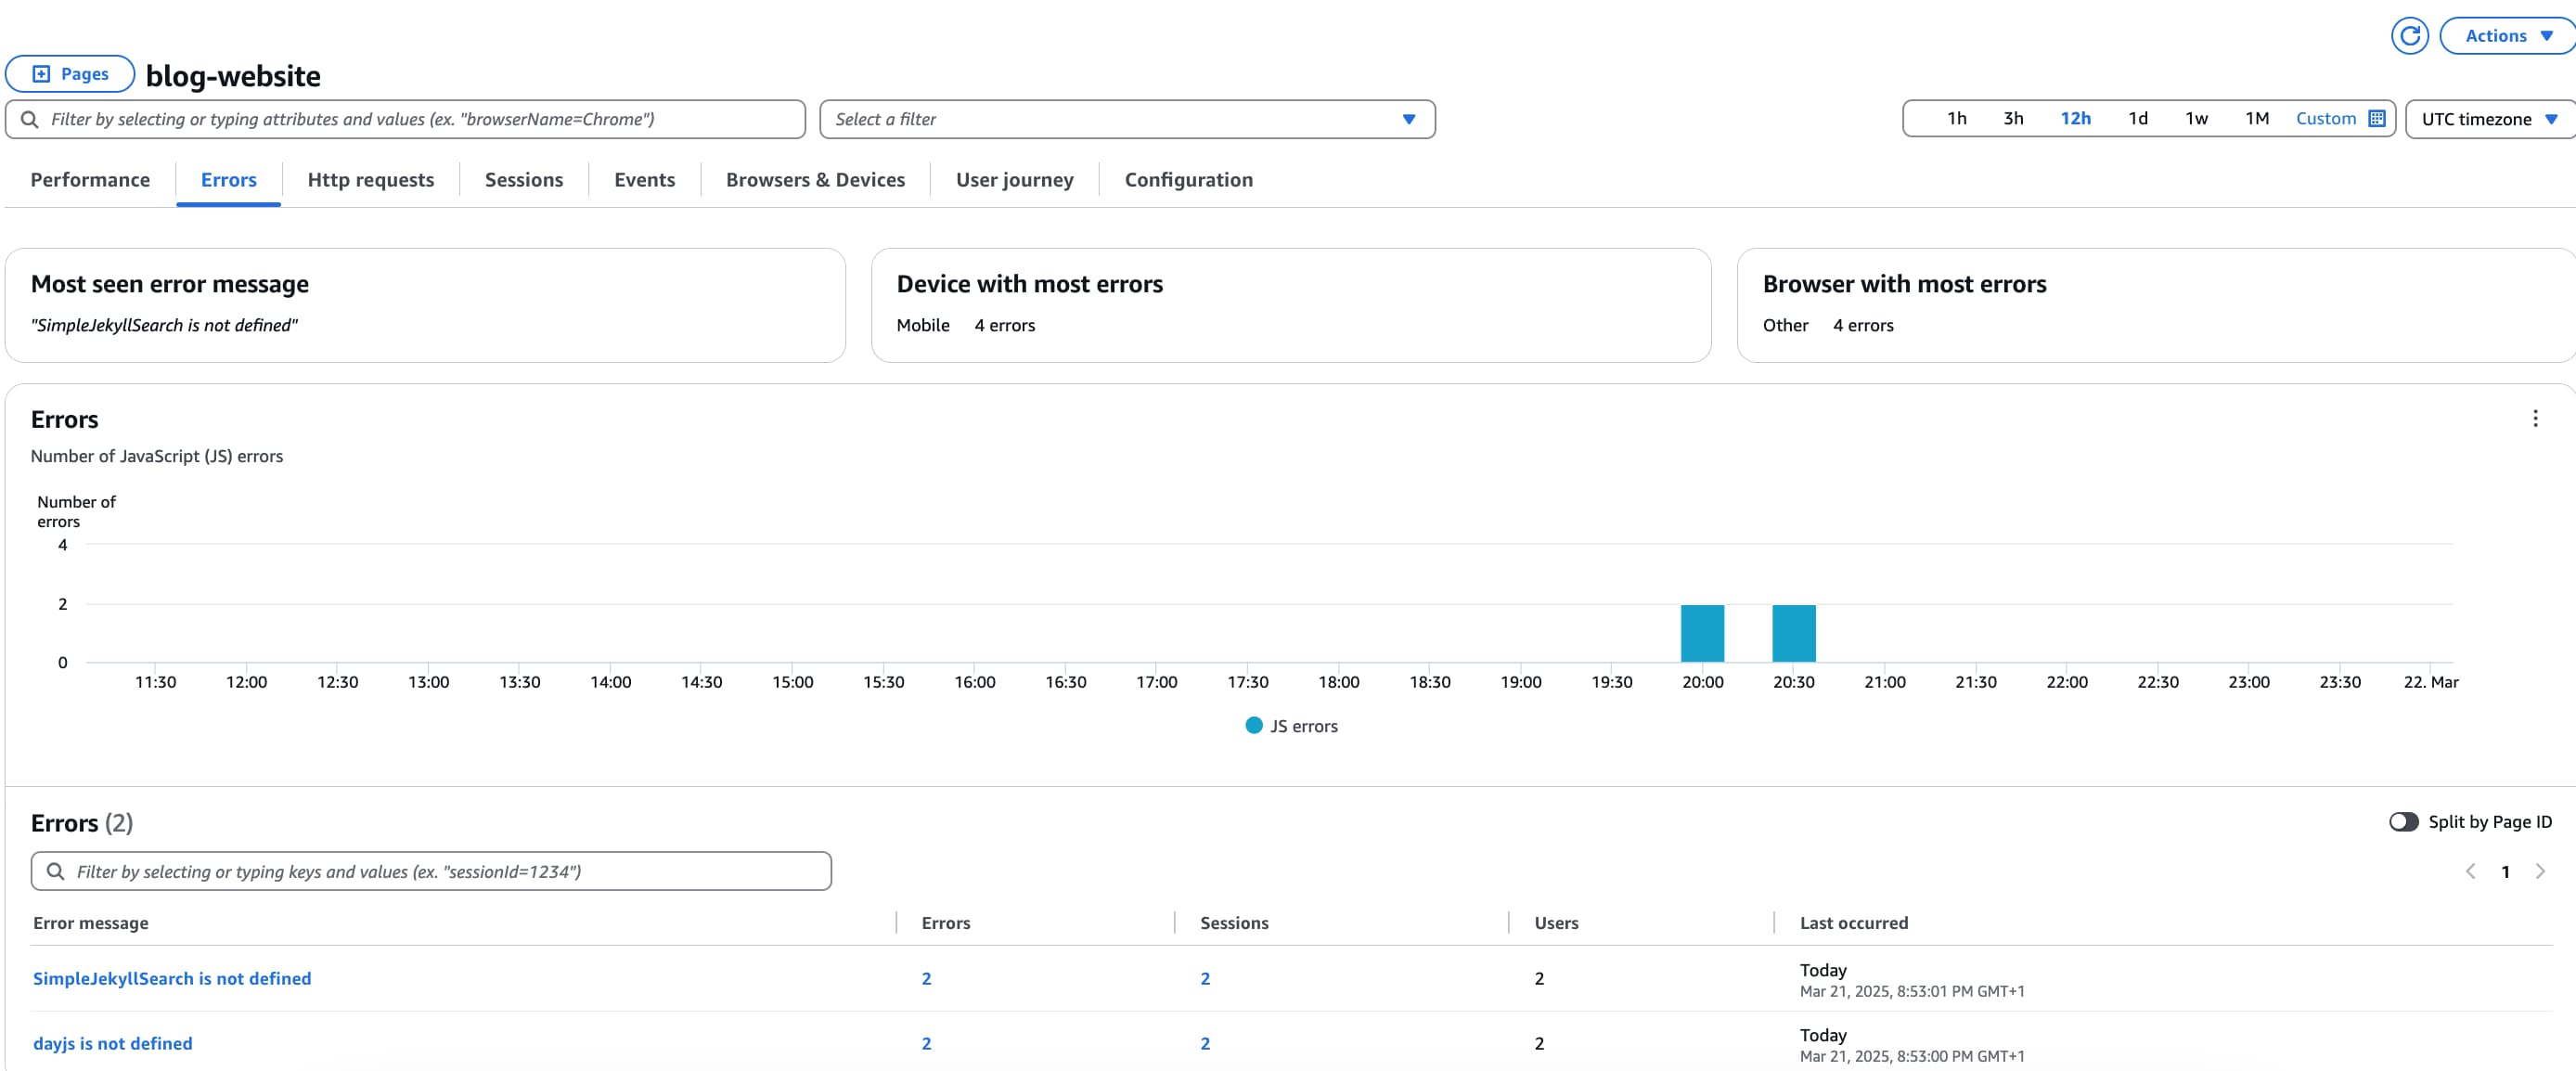 Actions
Pages
blog-website
Filter by selecting or typing attributes and values (ex. "browserName=Chrome")
Select a filter
1h 3h 12h 1d 1w 1M Custom
UTC timezone
Performance Errors Http requests Sessions Events Browsers & Devices User journey Configuration
Most seen error message
"SimpleJekyllSearch is not defined"
Device with most errors
Mobile 4 errors
Browser with most errors
Other 4 errors
Errors
Number of JavaScript (JS) errors
Number of
errors
4
2
0
11:30 12:00 12:30 13:00 13:30 14:00 14:30 15:00 15:30 16:00 16:30 17:00 17:30 18:00 18:30 19:00 19:30 20:00 20:30 21:00 21:30 22:00 22:30 23:00 23:30 22. Mar
JS errors
Errors (2)
Split by Page ID
Filter by selecting or typing keys and values (ex. "sessionId=1234")
1
Error message Errors Sessions Users Last occurred
SimpleJekyllSearch is not defined 2 2 2 Today
Mar 21, 2025, 8:53:01 PM GMT+1
dayjs is not defined 2 2 2 Today
Mar 21, 2025, 8:53:00 PM GMT+1